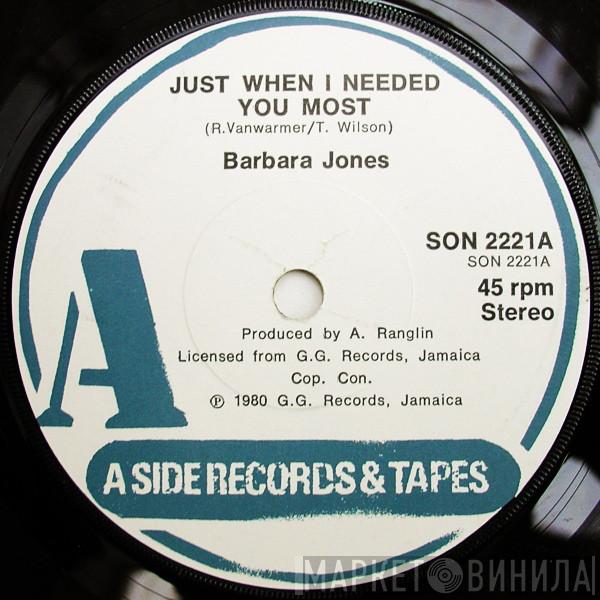 JUST WHEN I NEEDED
YOU MOST
(R.Vanwarmer/T. Wilson)
Barbara Jones
SON 2221A
SON 2221A
45 rpm
Stereo
Produced by A. Ranglin
Licensed from G.G. Records, Jamaica
Cop. Con.
℗ 1980 G.G. Records, Jamaica
A
A SIDE RECORDS & TAPES
МАРКЕТ ВИНИЛА